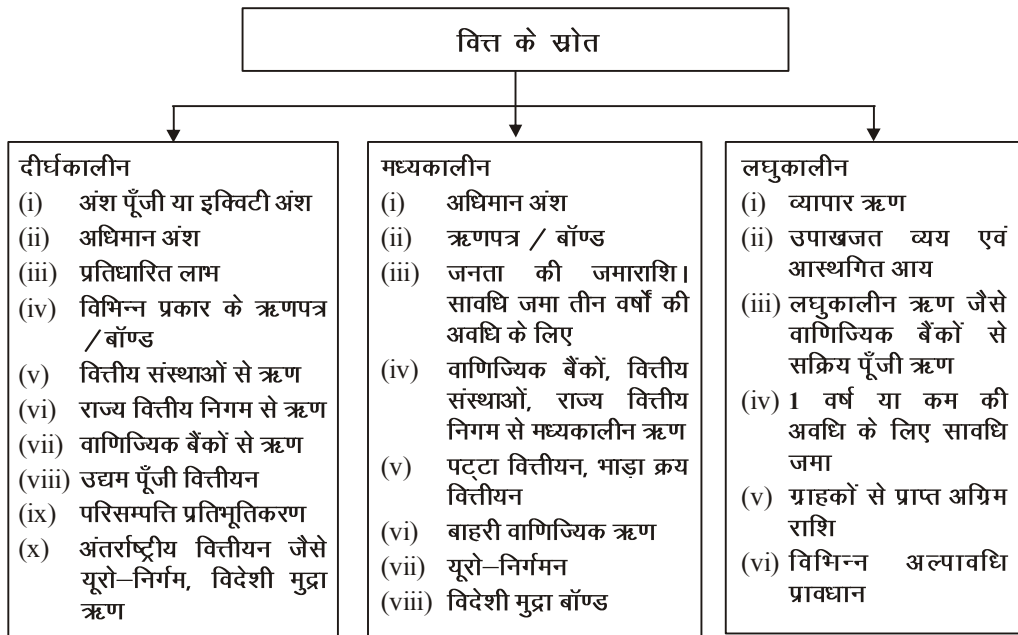 वित्त के स्रोत
दीर्घकालीन
(i) अंश पूँजी या इक्विटी अंश
(ii) अधिमान अंश
(iii) प्रतिधारित लाभ
(iv) विभिन्न प्रकार के ऋणपत्र
/बॉण्ड
(v) वित्तीय संस्थाओं से ऋण
(vi) राज्य वित्तीय निगम से ऋण
(vii) वाणिज्यिक बैंकों से ऋण
(viii) उद्यम पूँजी वित्तीयन
(ix) परिसम्पत्ति प्रतिभूतिकरण
(x) अंतर्राष्ट्रीय वित्तीयन जैसे
यूरो–निर्गम, विदेशी मुद्रा
ऋण
मध्यकालीन
(i) अधिमान अंश
(ii) ऋणपत्र / बॉण्ड
(iii) जनता की जमाराशि।
सावधि जमा तीन वर्षों की
अवधि के लिए
(iv) वाणिज्यिक बैंकों, वित्तीय
संस्थाओं, राज्य वित्तीय
निगम से मध्यकालीन ऋण
(v) पट्टा वित्तीयन, भाड़ा क्रय
वित्तीयन
(vi) बाहरी वाणिज्यिक ऋण
(vii) यूरो–निर्गमन
(viii) विदेशी मुद्रा बॉण्ड
लघुकालीन
(i) व्यापार ऋण
(ii) उपाखजत व्यय एवं
आस्थगित आय
(iii) लघुकालीन ऋण जैसे
वाणिज्यिक बैंकों से
सक्रिय पूँजी ऋण
(iv) 1 वर्ष या कम की
अवधि के लिए सावधि
जमा
(v) ग्राहकों से प्राप्त अग्रिम
राशि
(vi) विभिन्न अल्पावधि
प्रावधान